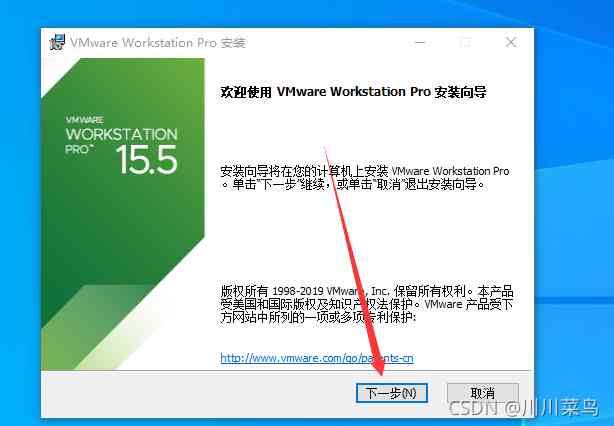 VMware Workstation Pro 安装
VMWARE
WORKSTATION
PRO™
15.5
欢迎使用 VMware Workstation Pro 安装向导
安装向导将在您的计算机上安装 VMware Workstation Pro
。单击“下一步”继续，或单击“取消”退出安装向导。
版权所有 1998-2019 VMware, Inc. 保留所有权利。本产品
受美国和国际版权及知识产权法保护。VMware 产品受下
方网站中所列的一项或多项专利保护:
http://www.vmware.com/go/patents-cn
下一步(N)
取消
CSDN @川川菜鸟